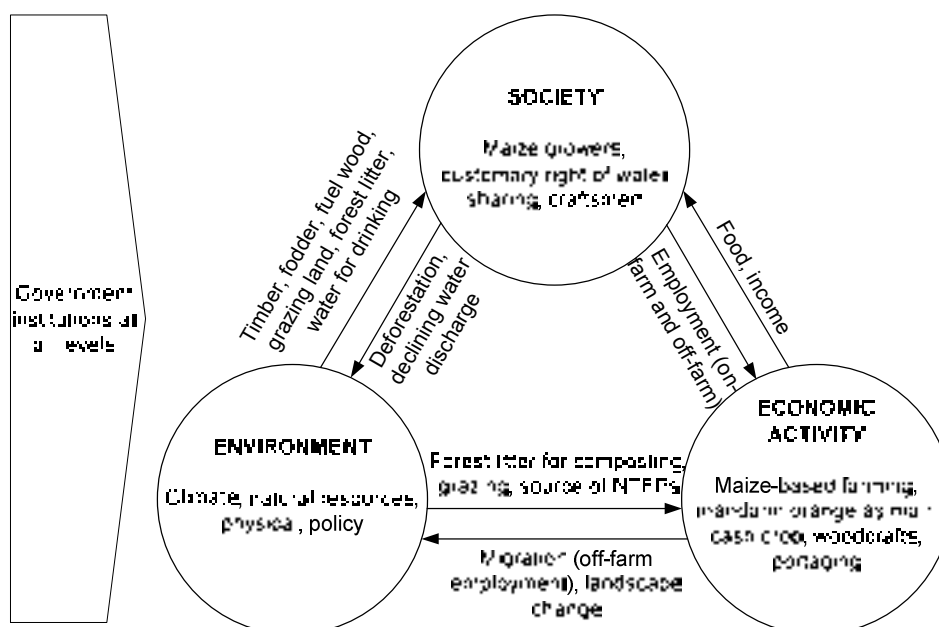 SOCIETY
Maize growers,
customary right of water
sharing, craftsmen
Timber, fodder, fuel wood,
grazing land, forest litter,
water for drinking
Deforestation,
declining water
discharge
Employment (on-
farm and off-farm)
Food, income
Government
institutions at
all levels
ENVIRONMENT
Climate, natural resources,
physical, policy
Forest litter for composting,
grazing, source of NTFPs
Migration (off-farm
employment), landscape
change
ECONOMIC
ACTIVITY
Maize-based farming,
mandarin orange as main
cash crop, woodcrafts,
portaging